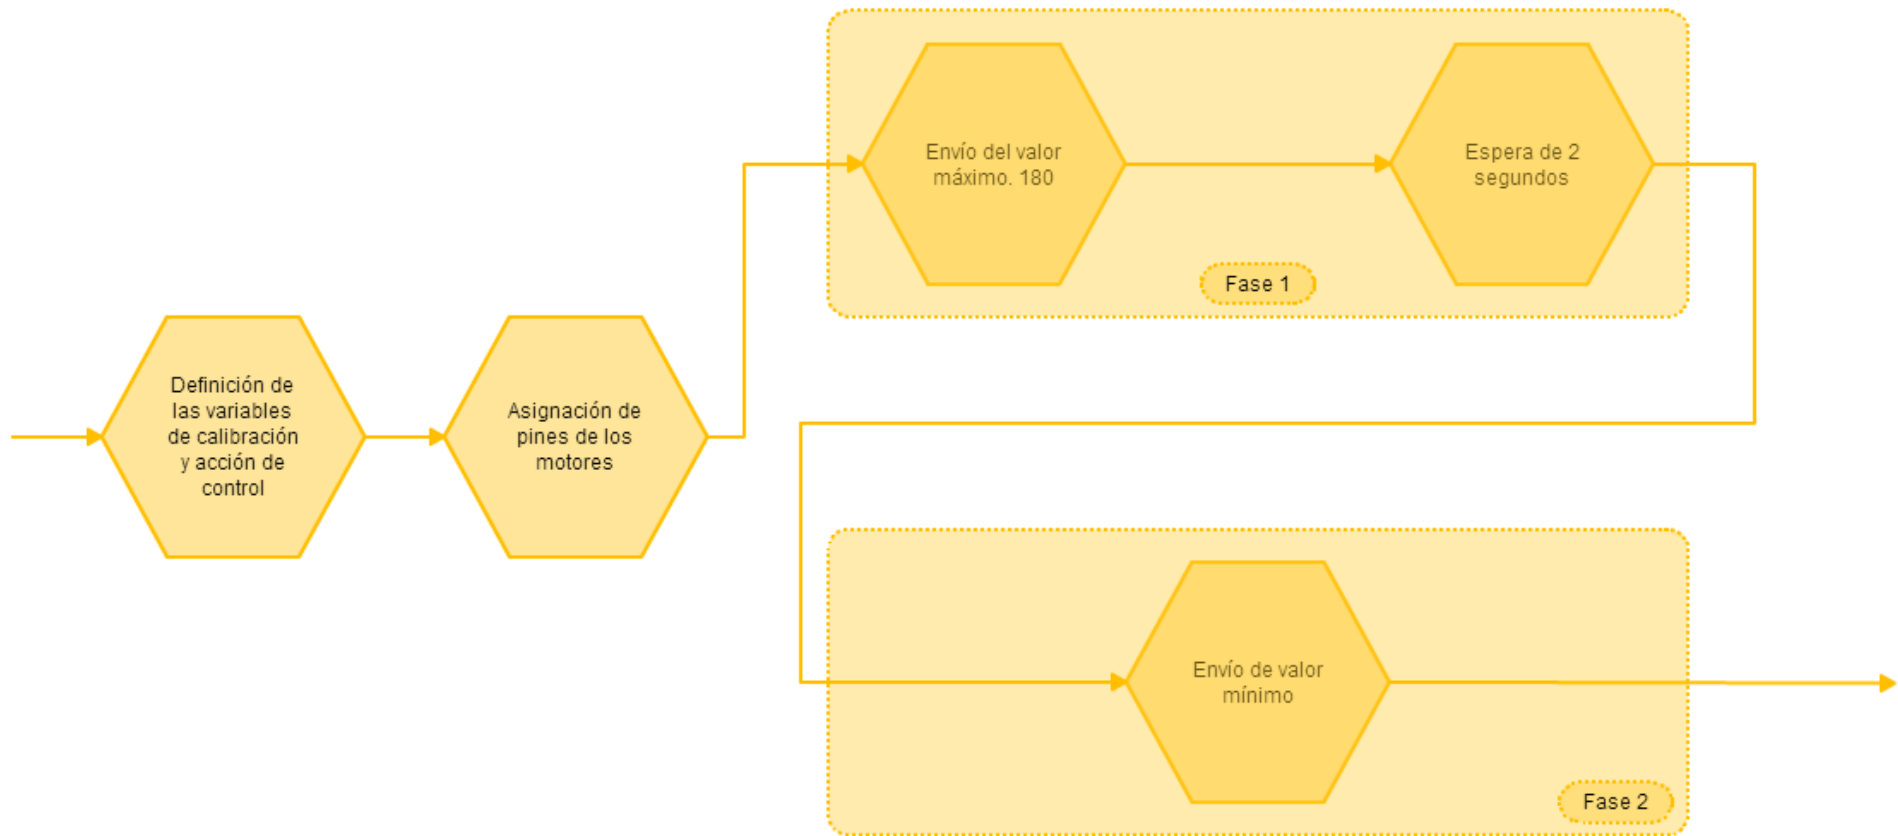 Definición de
las variables
de calibración
y acción de
control
Asignación de
pines de los
motores
Envío del valor
máximo. 180
Espera de 2
segundos
Fase 1
Envío de valor
mínimo
Fase 2